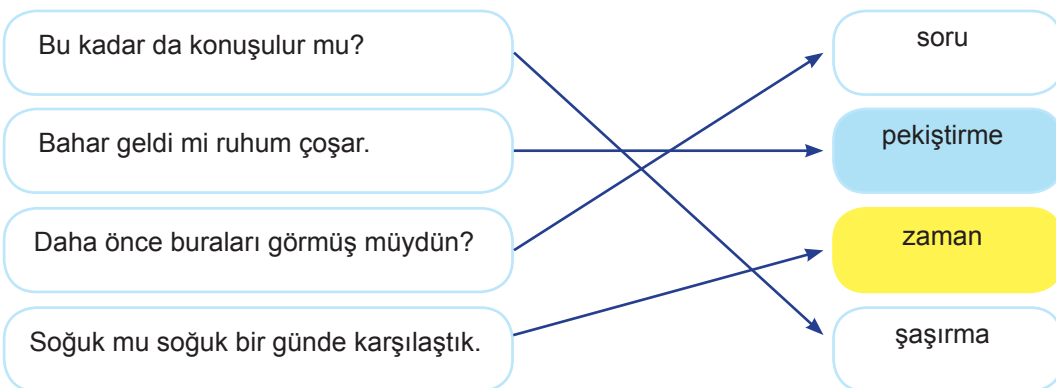 Bu kadar da konuşulur mu?
soru
Bahar geldi mi ruhum çoşar.
pekiştirme
Daha önce buraları görmüş müydün?
zaman
Soğuk mu soğuk bir günde karşılaştık.
şaşırma